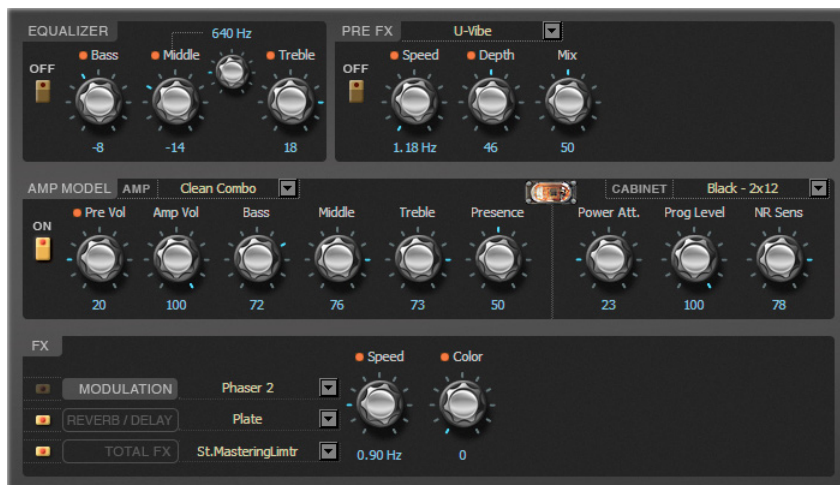 EQUALIZER 640 Hz
OFF Bass Middle Treble
-8 -14 18
PRE FX U-Vibe
OFF Speed Depth Mix
1.18 Hz 46 50
AMP MODEL AMP Clean Combo CABINET Black - 2x12
ON Pre Vol Amp Vol Bass Middle Treble Presence Power Att. Prog Level NR Sens
20 100 72 76 73 50 23 100 78
FX
Speed Color
MODULATION Phaser 2
REVERB / DELAY Plate
TOTAL FX St.MasteringLimtr
0.90 Hz 0